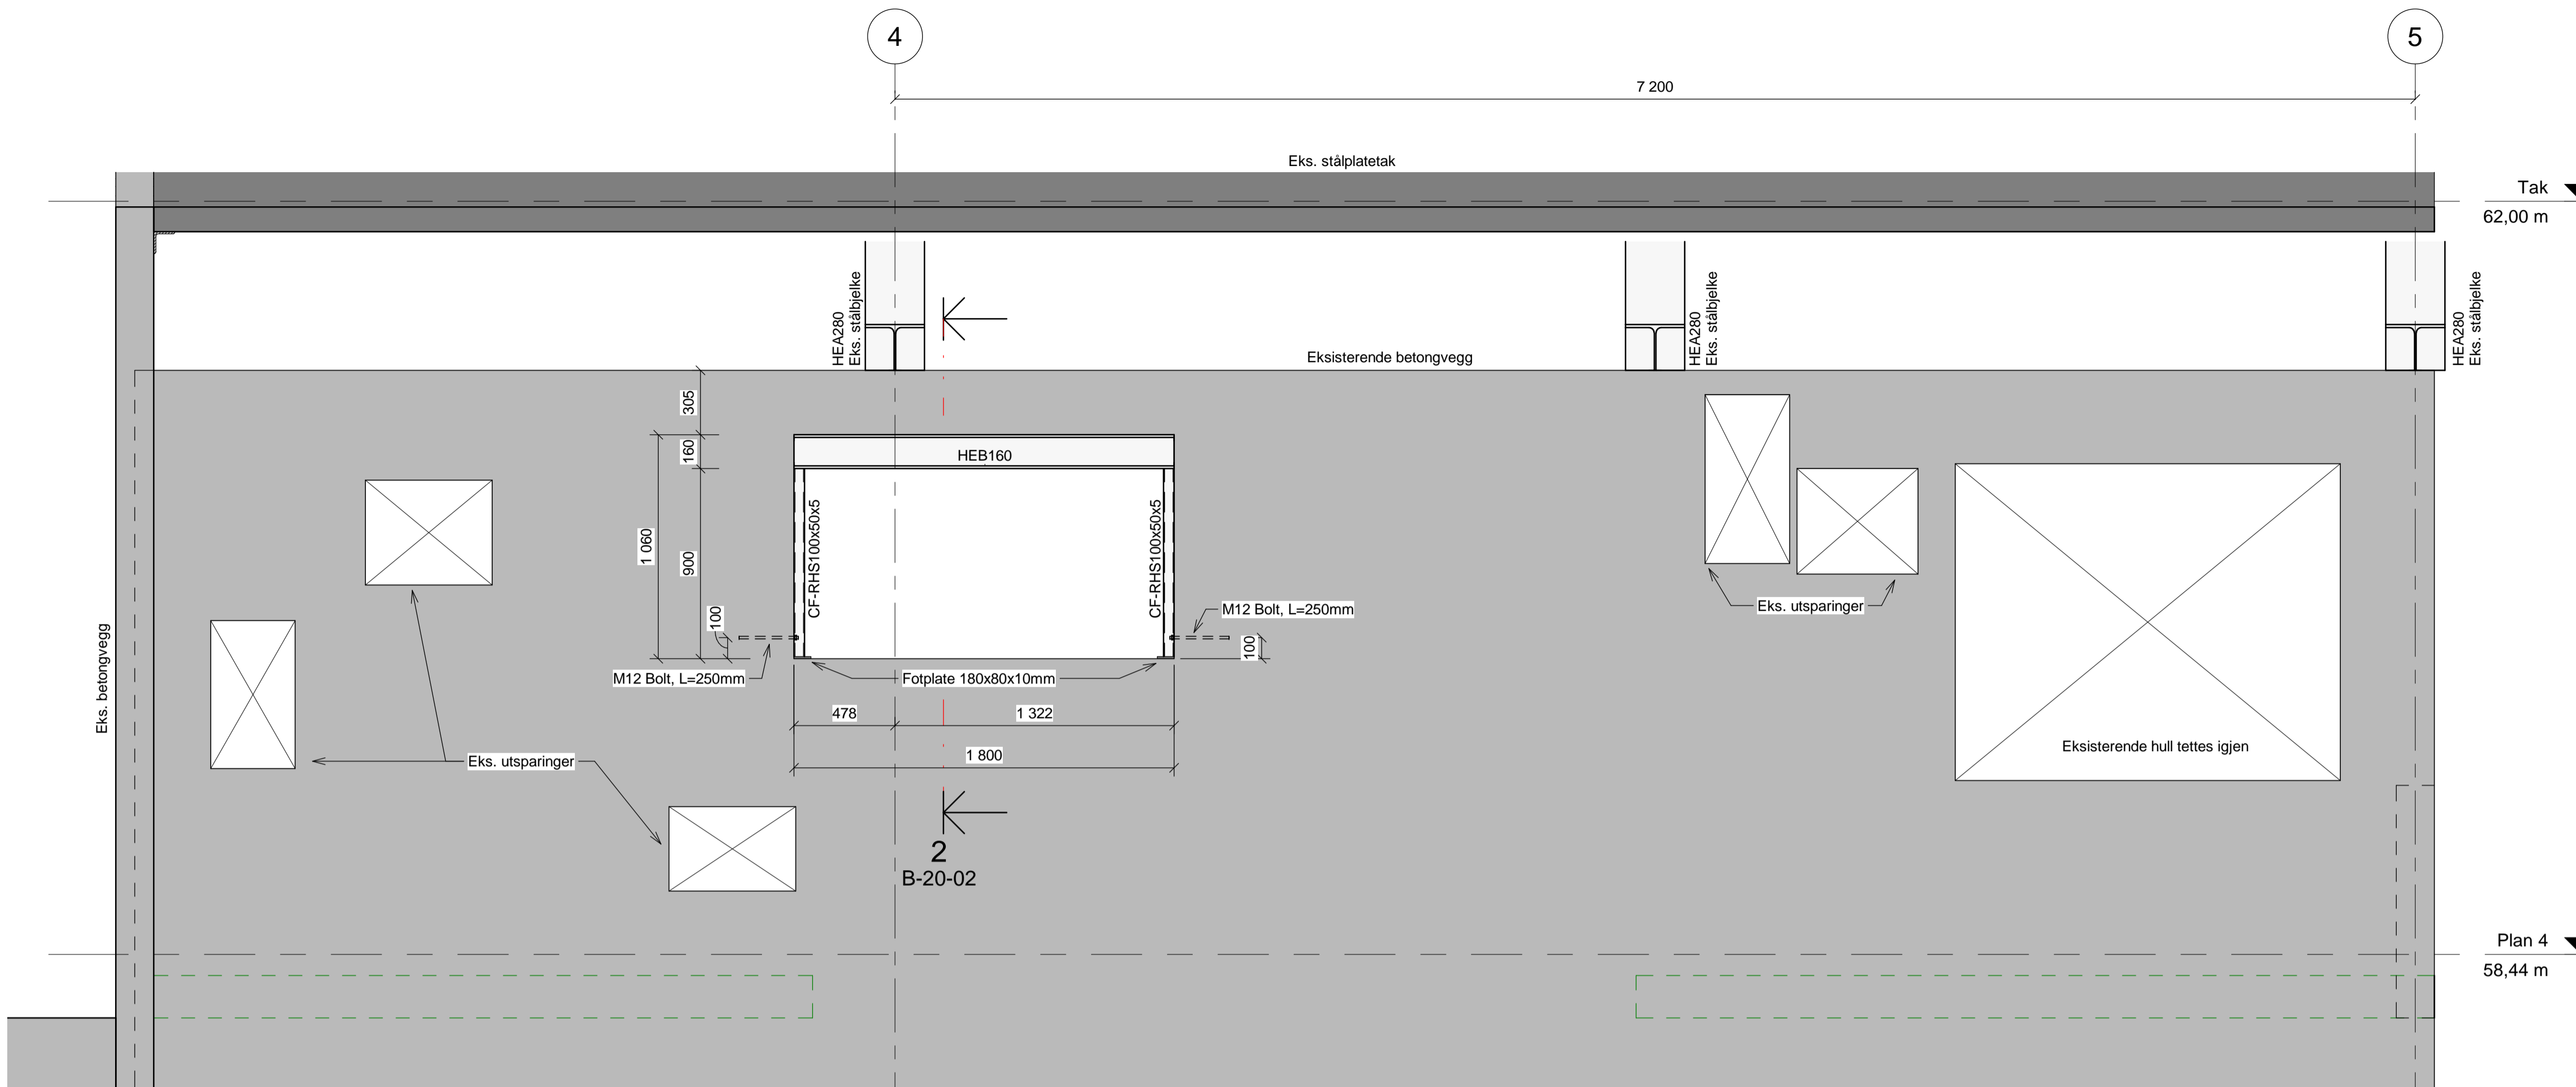 4
5
7 200
Eks. stålplatetak
Tak
62,00 m
HEA280
Eks. stålbjelke
HEA280
Eks. stålbjelke
HEA280
Eks. stålbjelke
Eksisterende betongvegg
305
160
HEB160
1 060
900
100
CF-RHS100x50x5
CF-RHS100x50x5
M12 Bolt, L=250mm
100
Eks. utsparinger
Eks. betongvegg
M12 Bolt, L=250mm
Fotplate 180x80x10mm
478
1 322
1 800
Eksisterende hull tettes igjen
Eks. utsparinger
2
B-20-02
Plan 4
58,44 m